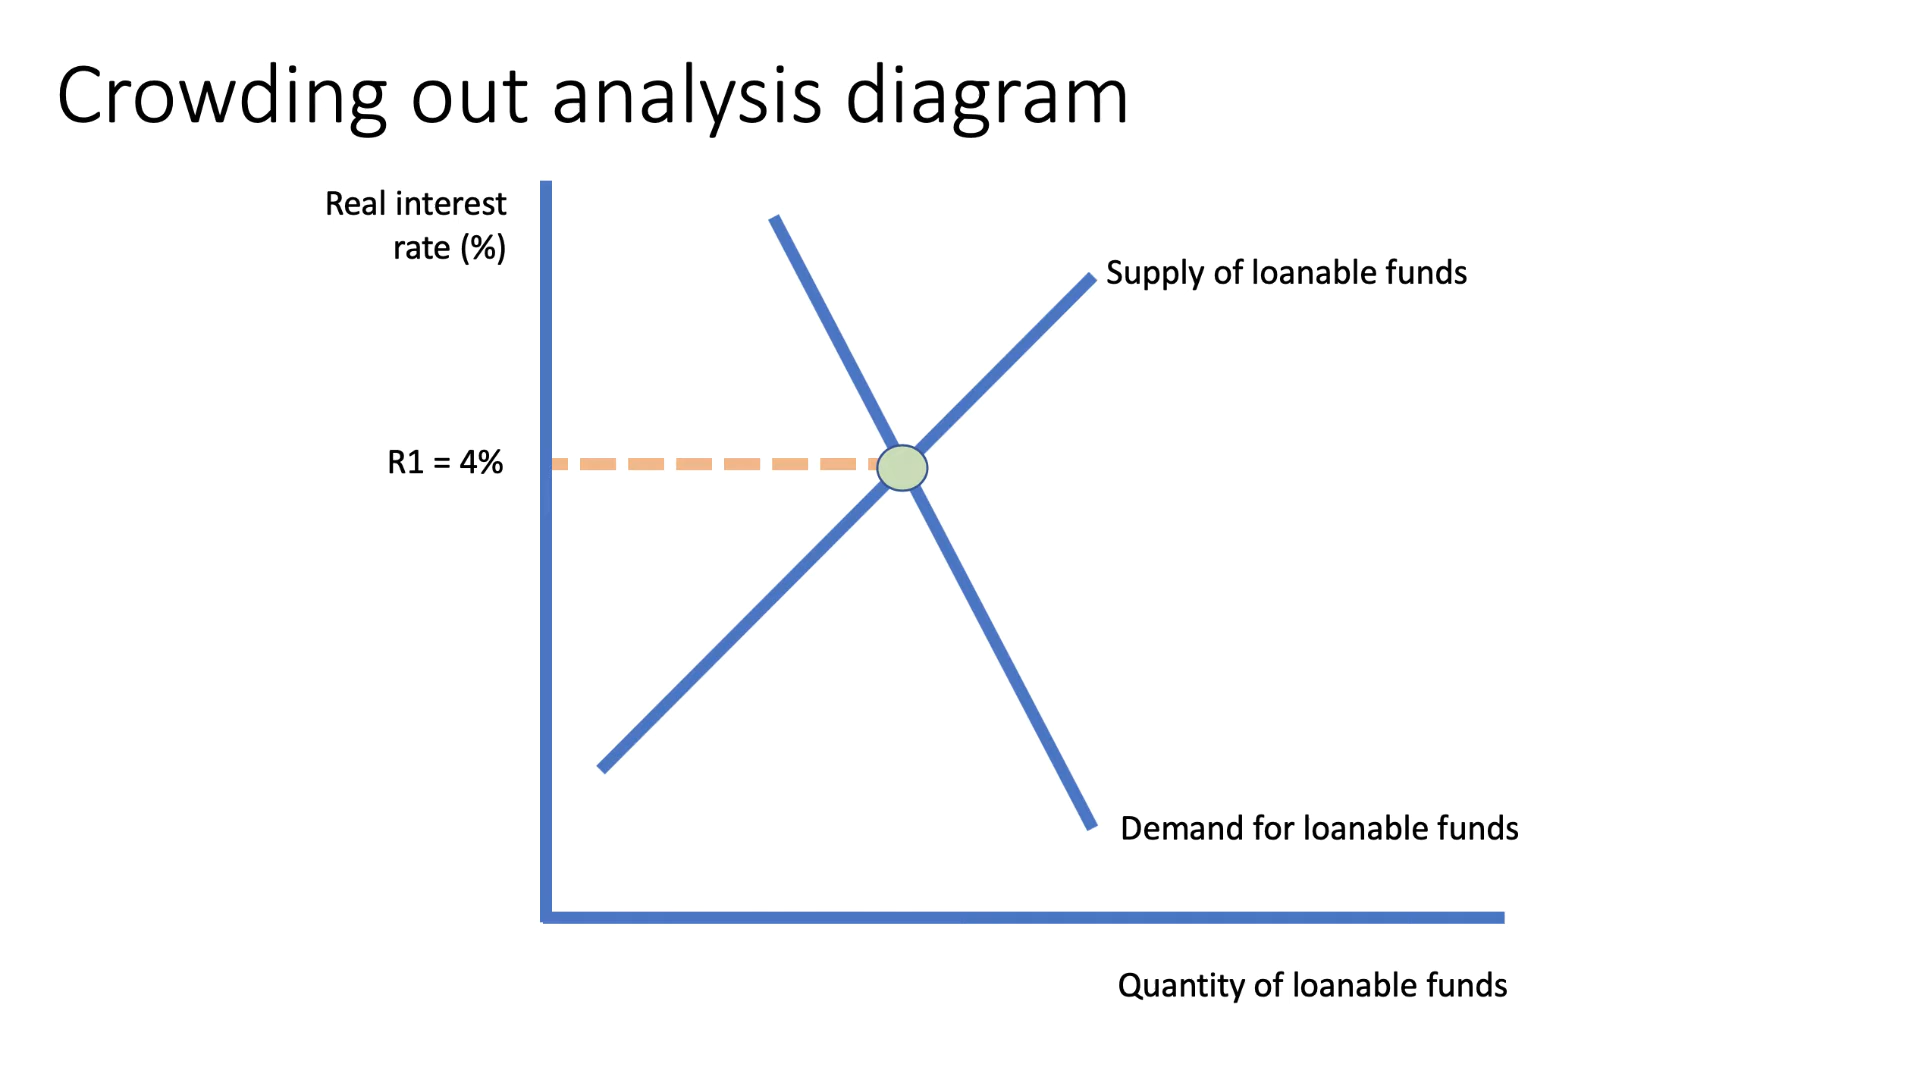 Crowding out analysis diagram
Real interest
rate (%)
Supply of loanable funds
R1 = 4%
Demand for loanable funds
Quantity of loanable funds